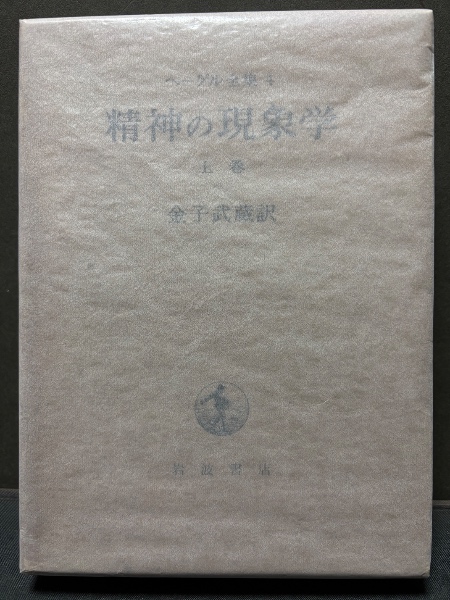 ヘーゲル全集 4
精神の現象学
上巻
金子武蔵訳
岩波書店